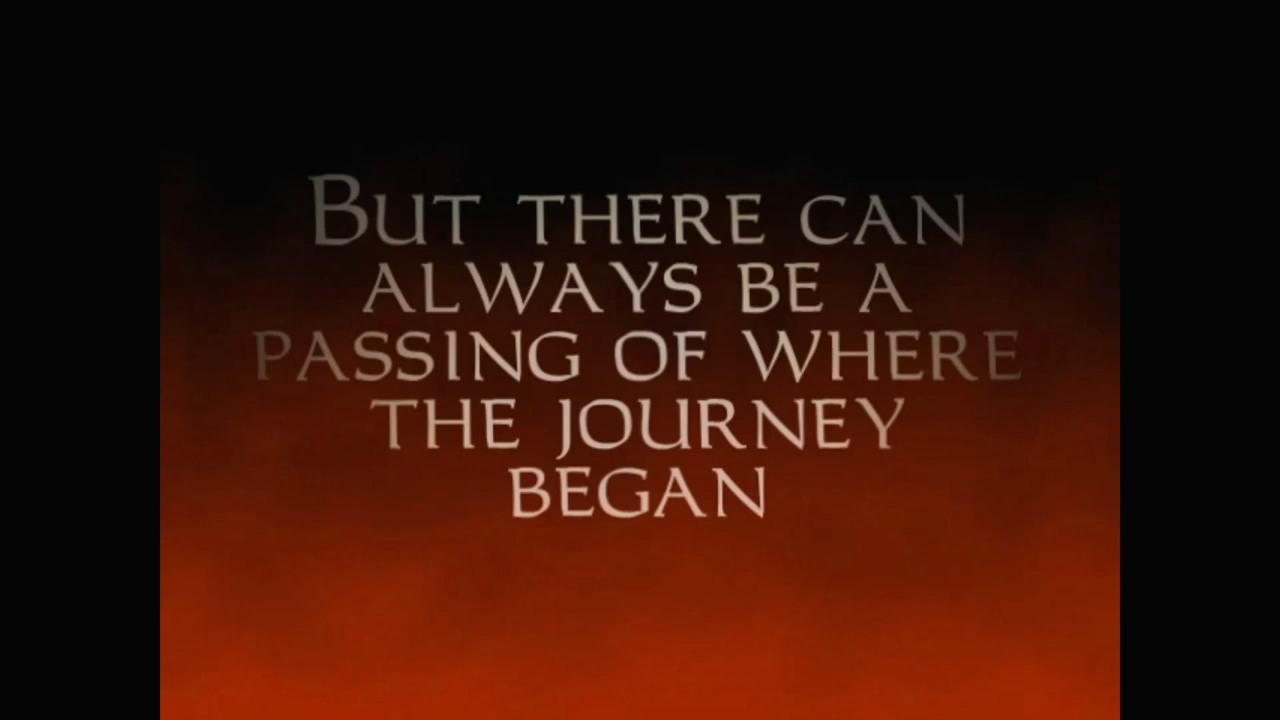 But there can
always be a
passing of where
the journey
began